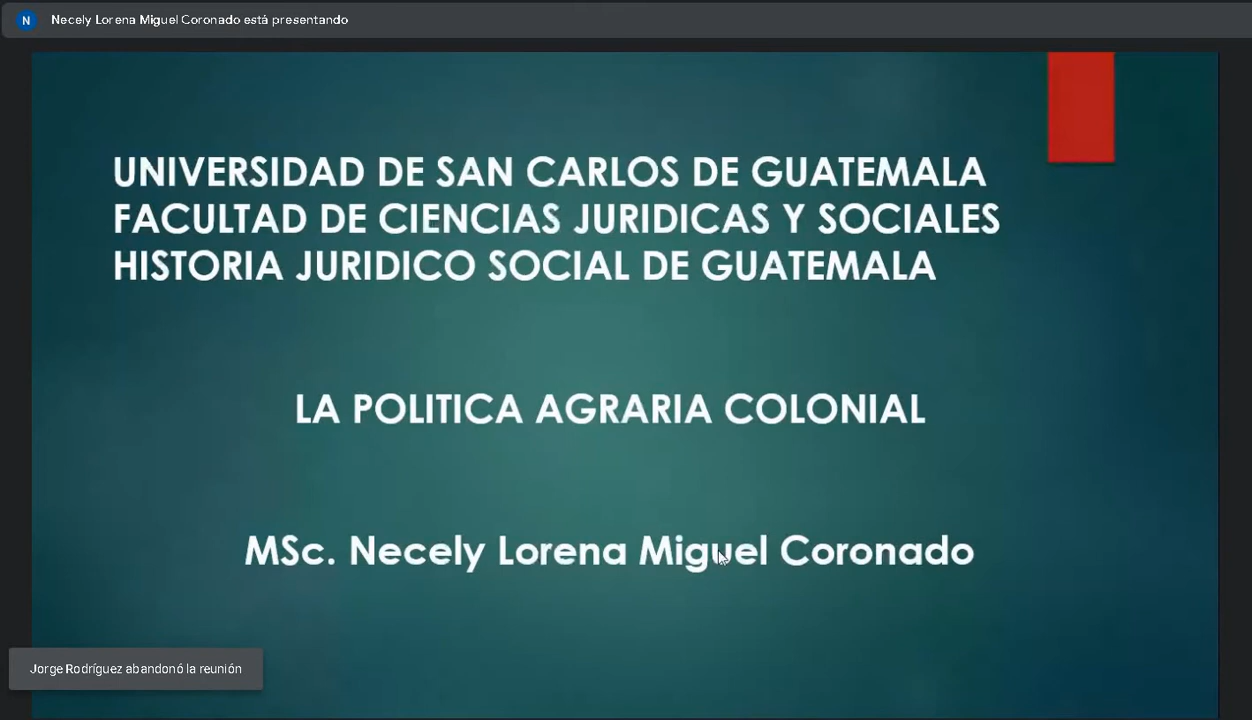 N
Necely Lorena Miguel Coronado está presentando
UNIVERSIDAD DE SAN CARLOS DE GUATEMALA
FACULTAD DE CIENCIAS JURIDICAS Y SOCIALES
HISTORIA JURIDICO SOCIAL DE GUATEMALA
LA POLITICA AGRARIA COLONIAL
MSc. Necely Lorena Miguel Coronado
Jorge Rodríguez abandonó la reunión